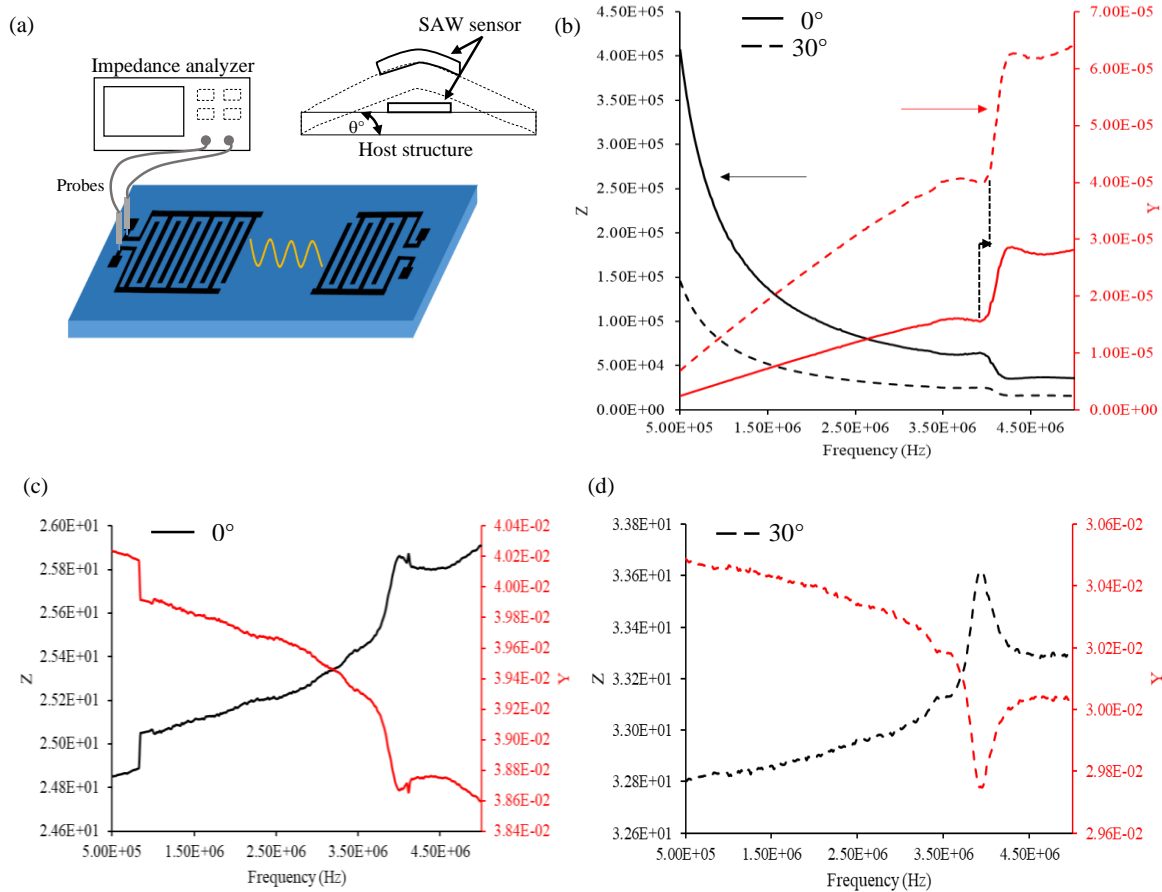 (a)
SAW sensor
Impedance analyzer
θ°
Host structure
Probes
(b)
0°
30°
4.50E+05
4.00E+05
3.50E+05
3.00E+05
2.50E+05
2.00E+05
1.50E+05
1.00E+05
5.00E+04
0.00E+00
Z
7.00E-05
6.00E-05
5.00E-05
4.00E-05
3.00E-05
2.00E-05
1.00E-05
0.00E+00
Y
5.00E+05 1.50E+06 2.50E+06 3.50E+06 4.50E+06
Frequency (Hz)
(c)
0°
2.60E+01
2.58E+01
2.56E+01
2.54E+01
2.52E+01
2.50E+01
2.48E+01
2.46E+01
Z
4.04E-02
4.02E-02
4.00E-02
3.98E-02
3.96E-02
3.94E-02
3.92E-02
3.90E-02
3.88E-02
3.86E-02
3.84E-02
Y
5.00E+05 1.50E+06 2.50E+06 3.50E+06 4.50E+06
Frequency (Hz)
(d)
30°
3.38E+01
3.36E+01
3.34E+01
3.32E+01
3.30E+01
3.28E+01
3.26E+01
Z
3.06E-02
3.04E-02
3.02E-02
3.00E-02
2.98E-02
2.96E-02
Y
5.00E+05 1.50E+06 2.50E+06 3.50E+06 4.50E+06
Frequency (Hz)